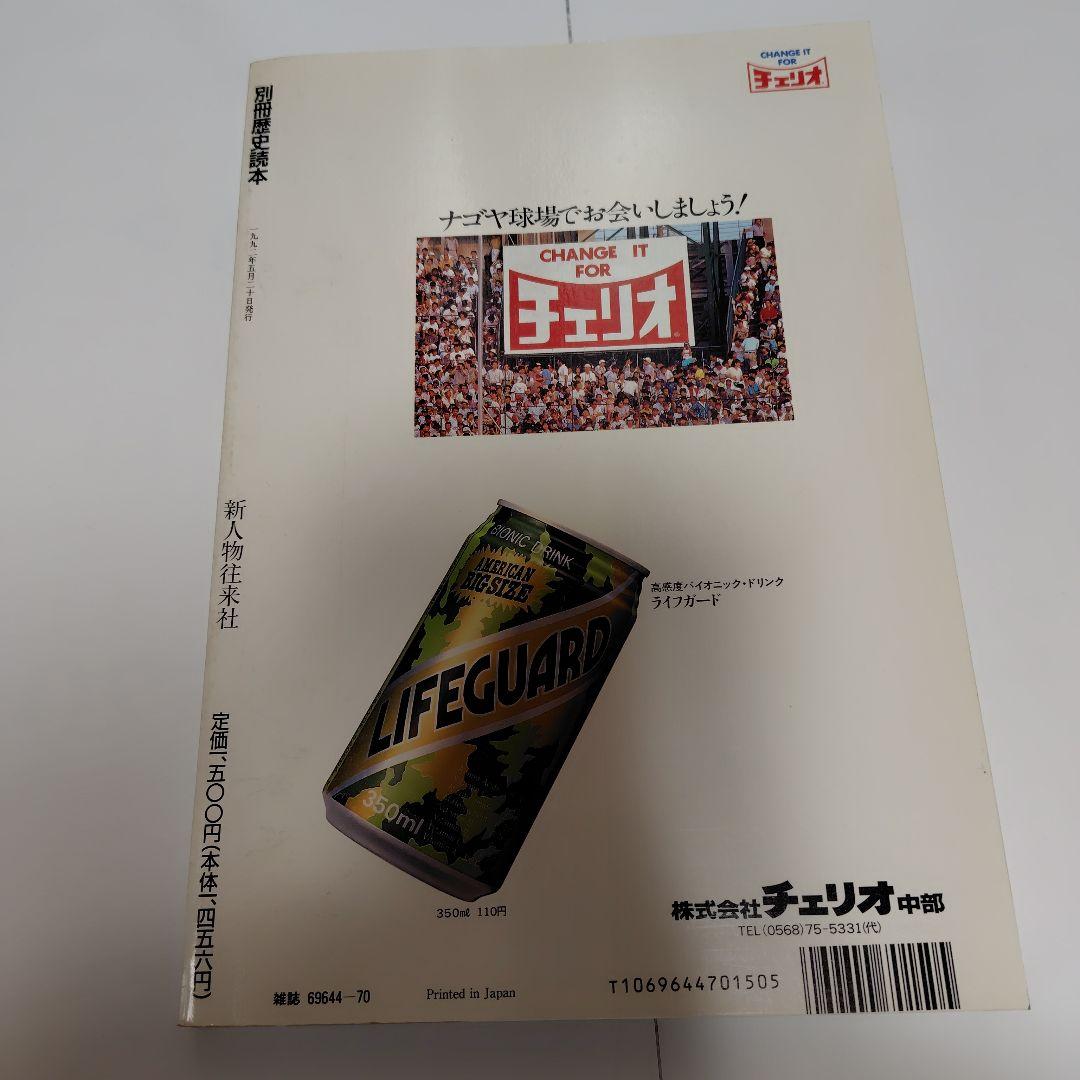 CHANGE IT
FOR
チェリオ
別冊歴史読本
一九九二年五月二十日発行
新人物往来社
定価一、五〇〇円(本体一、四五六円)
ナゴヤ球場でお会いしましょう!
CHANGE IT
FOR
チェリオ
BIONIC DRINK
AMERICAN
BIG SIZE
LIFEGUARD
350ml
高感度バイオニック・ドリンク
ライフガード
350ml 110円
株式会社チェリオ中部
TEL(0568)75-5331(代)
雑誌 69644-70
Printed in Japan
T1069644701505